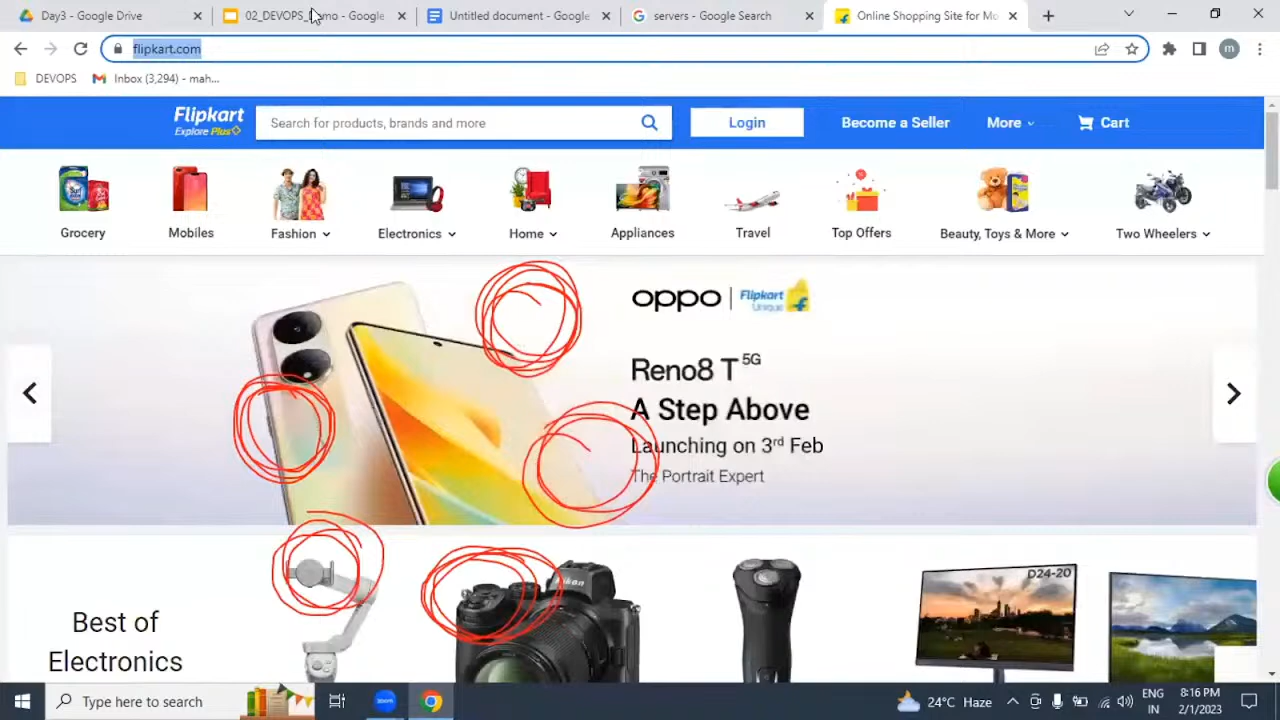 Day3 - Google Drive
02_DEVOPS_ mo - Google
Untitled document - Google
servers - Google Search
Online Shopping Site for Mo
flipkart.com
m
DEVOPS
Inbox (3,294) - mah...
Flipkart
Explore Plus
Search for products, brands and more
Login
Become a Seller
More
Cart
Grocery
Mobiles
Fashion
Electronics
Home
Appliances
Travel
Top Offers
Beauty, Toys & More
Two Wheelers
oppo | Flipkart Unique
Reno8 T 5G
A Step Above
Launching on 3rd Feb
The Portrait Expert
Best of
Electronics
Nikon
D24-20
Type here to search
zoom
24°C Haze
ENG
IN
8:16 PM
2/1/2023